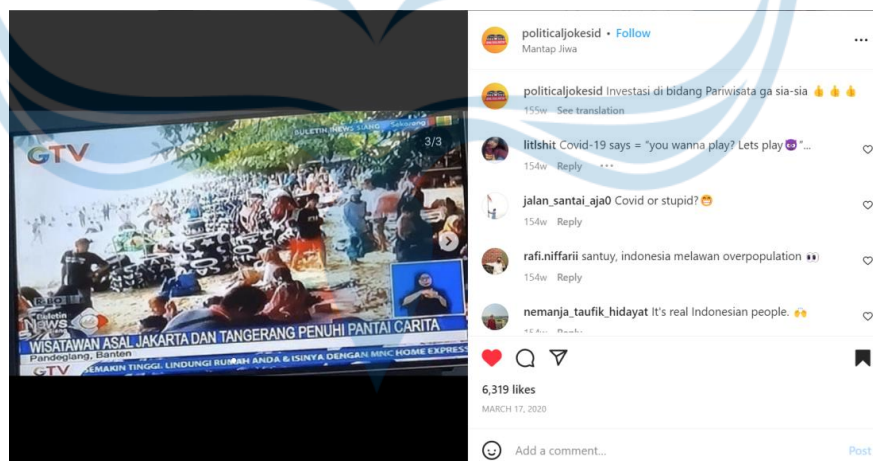 GTV
BULETIN iNEWS SIANG
Sekarang
3/3
Buletin
iNews
WISATAWAN ASAL JAKARTA DAN TANGERANG PENUHI PANTAI CARITA
Pandeglang, Banten
GTV
SEMAKIN TINGGI. LINDUNGI RUMAH ANDA & ISINYA DENGAN MNC HOME EXPRESS
politicaljokesid • Follow
Mantap Jiwa
politicaljokesid Investasi di bidang Pariwisata ga sia-sia 👍 👍 👍
155w See translation
litlshit Covid-19 says = "you wanna play? Lets play😈"...
154w Reply ...
jalan_santai_aja0 Covid or stupid?😁
154w Reply
rafi.niffarii santuy, indonesia melawan overpopulation 👀
154w Reply
nemanja_taufik_hidayat It's real Indonesian people. 🙌
6,319 likes
MARCH 17, 2020
Add a comment...
Post